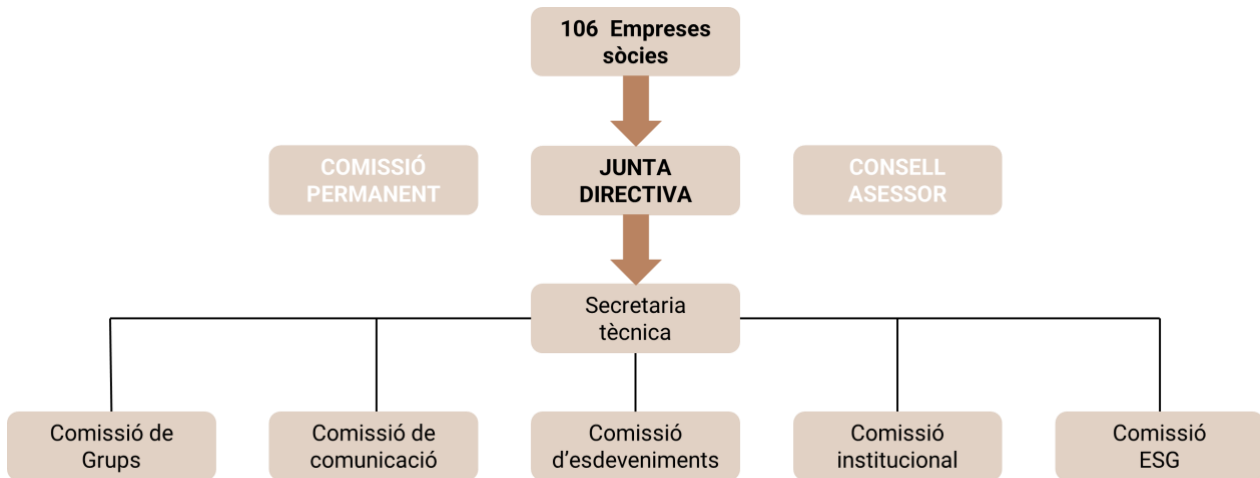 106 Empreses
sòcies
COMISSIÓ
PERMANENT
JUNTA
DIRECTIVA
CONSELL
ASESSOR
Secretaria
tècnica
Comissió de
Grups
Comissió de
comunicació
Comissió
d’esdeveniments
Comissió
institucional
Comissió
ESG